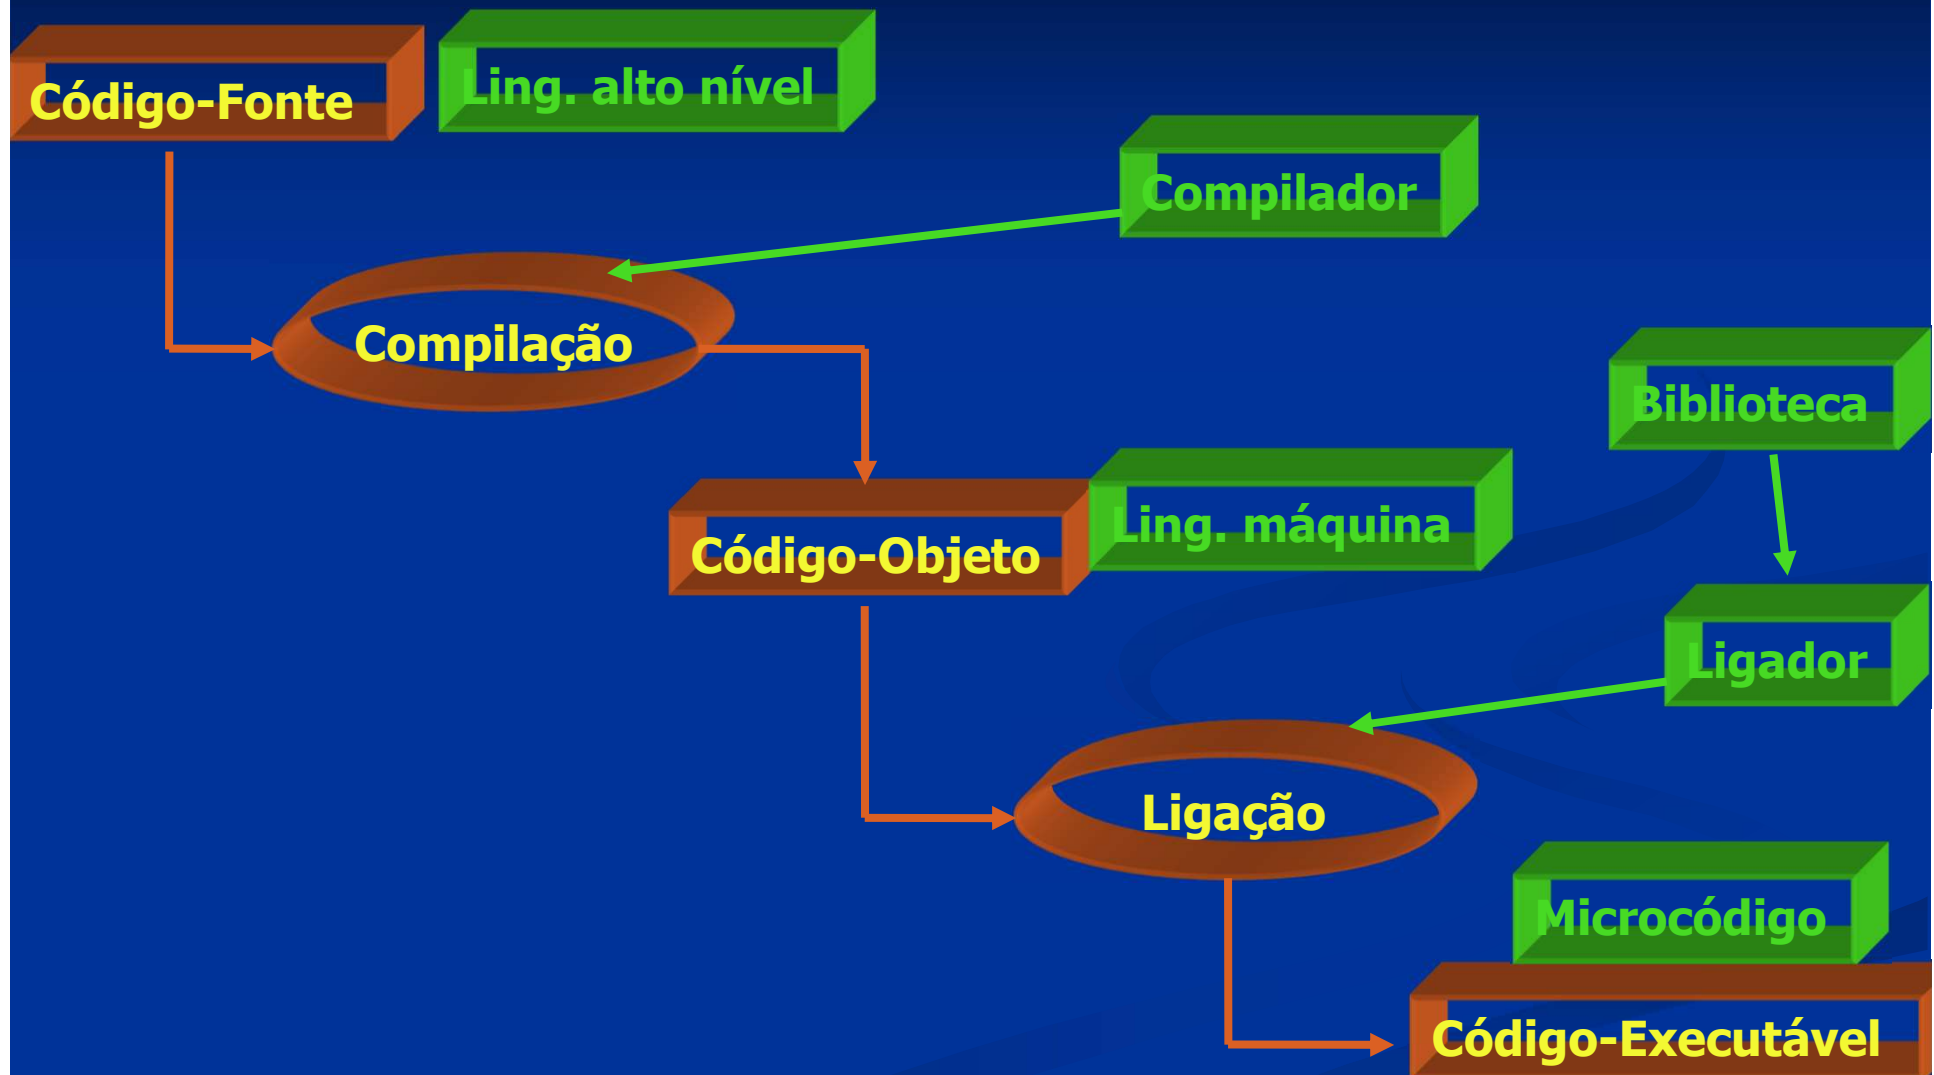 Código-Fonte
Ling. alto nível
Compilador
Compilação
Biblioteca
Código-Objeto
Ling. máquina
Ligador
Ligação
Microcódigo
Código-Executável